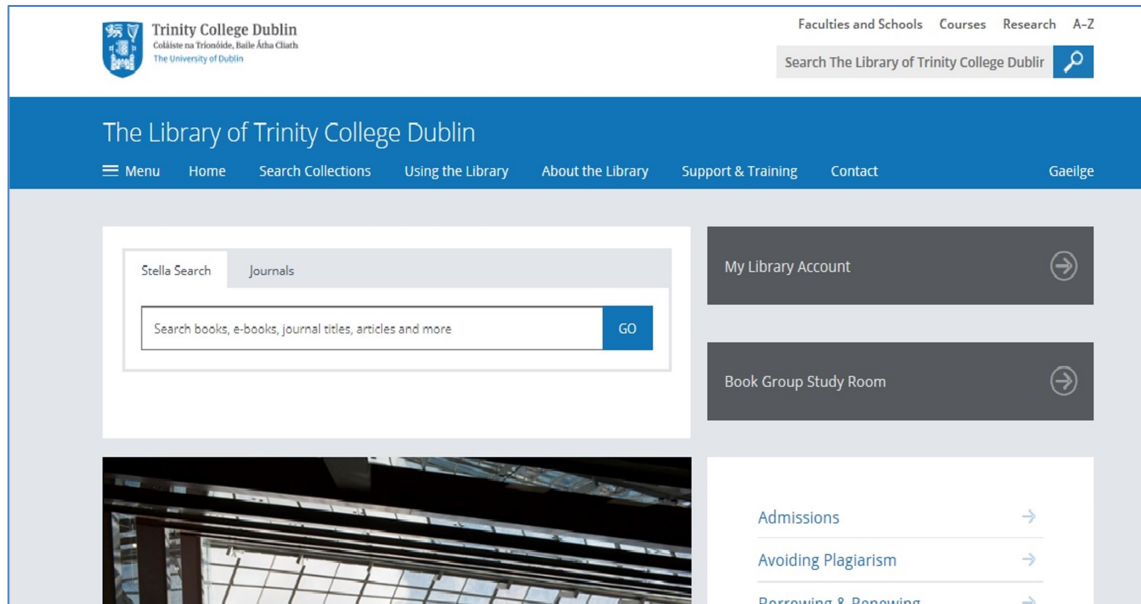 Trinity College Dublin
Coláiste na Tríonóide, Baile Átha Cliath
The University of Dublin
Faculties and Schools Courses Research A–Z
Search The Library of Trinity College Dublin
The Library of Trinity College Dublin
Menu Home Search Collections Using the Library About the Library Support & Training Contact Gaeilge
Stella Search Journals
Search books, e-books, journal titles, articles and more GO
My Library Account
Book Group Study Room
Admissions
Avoiding Plagiarism
Borrowing & Renewing